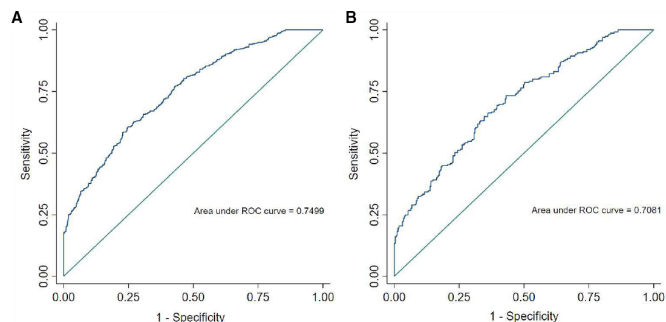 A
Sensitivity
1.00
0.75
0.50
0.25
0.00
Area under ROC curve = 0.7499
0.00 0.25 0.50 0.75 1.00
1 - Specificity
B
Sensitivity
1.00
0.75
0.50
0.25
0.00
Area under ROC curve = 0.7081
0.00 0.25 0.50 0.75 1.00
1 - Specificity